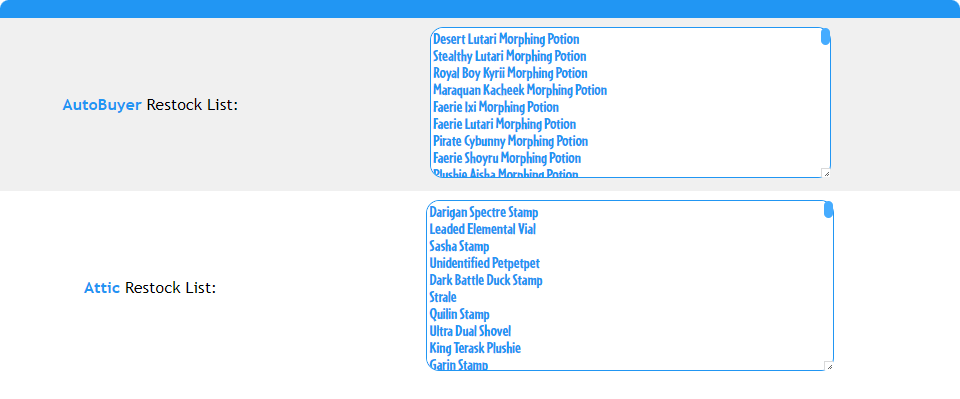 AutoBuyer Restock List:
Desert Lutari Morphing Potion
Stealthy Lutari Morphing Potion
Royal Boy Kyrii Morphing Potion
Maraquan Kacheek Morphing Potion
Faerie Ixi Morphing Potion
Faerie Lutari Morphing Potion
Pirate Cybunny Morphing Potion
Faerie Shoyru Morphing Potion
Plushie Aisha Morphing Potion
Attic Restock List:
Darigan Spectre Stamp
Leaded Elemental Vial
Sasha Stamp
Unidentified Petpetpet
Dark Battle Duck Stamp
Strale
Quilin Stamp
Ultra Dual Shovel
King Terask Plushie
Garin Stamp